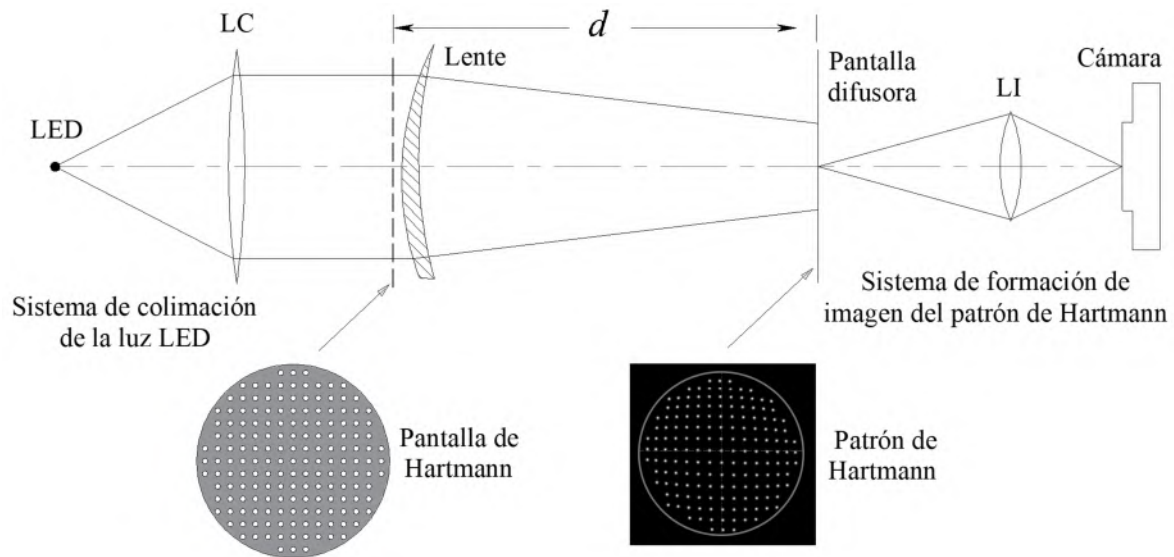 LC
d
Lente
Cámara
Pantalla
difusora
LI
LED
Sistema de colimación
de la luz LED
Sistema de formación de
imagen del patrón de Hartmann
Pantalla de
Hartmann
Patrón de
Hartmann